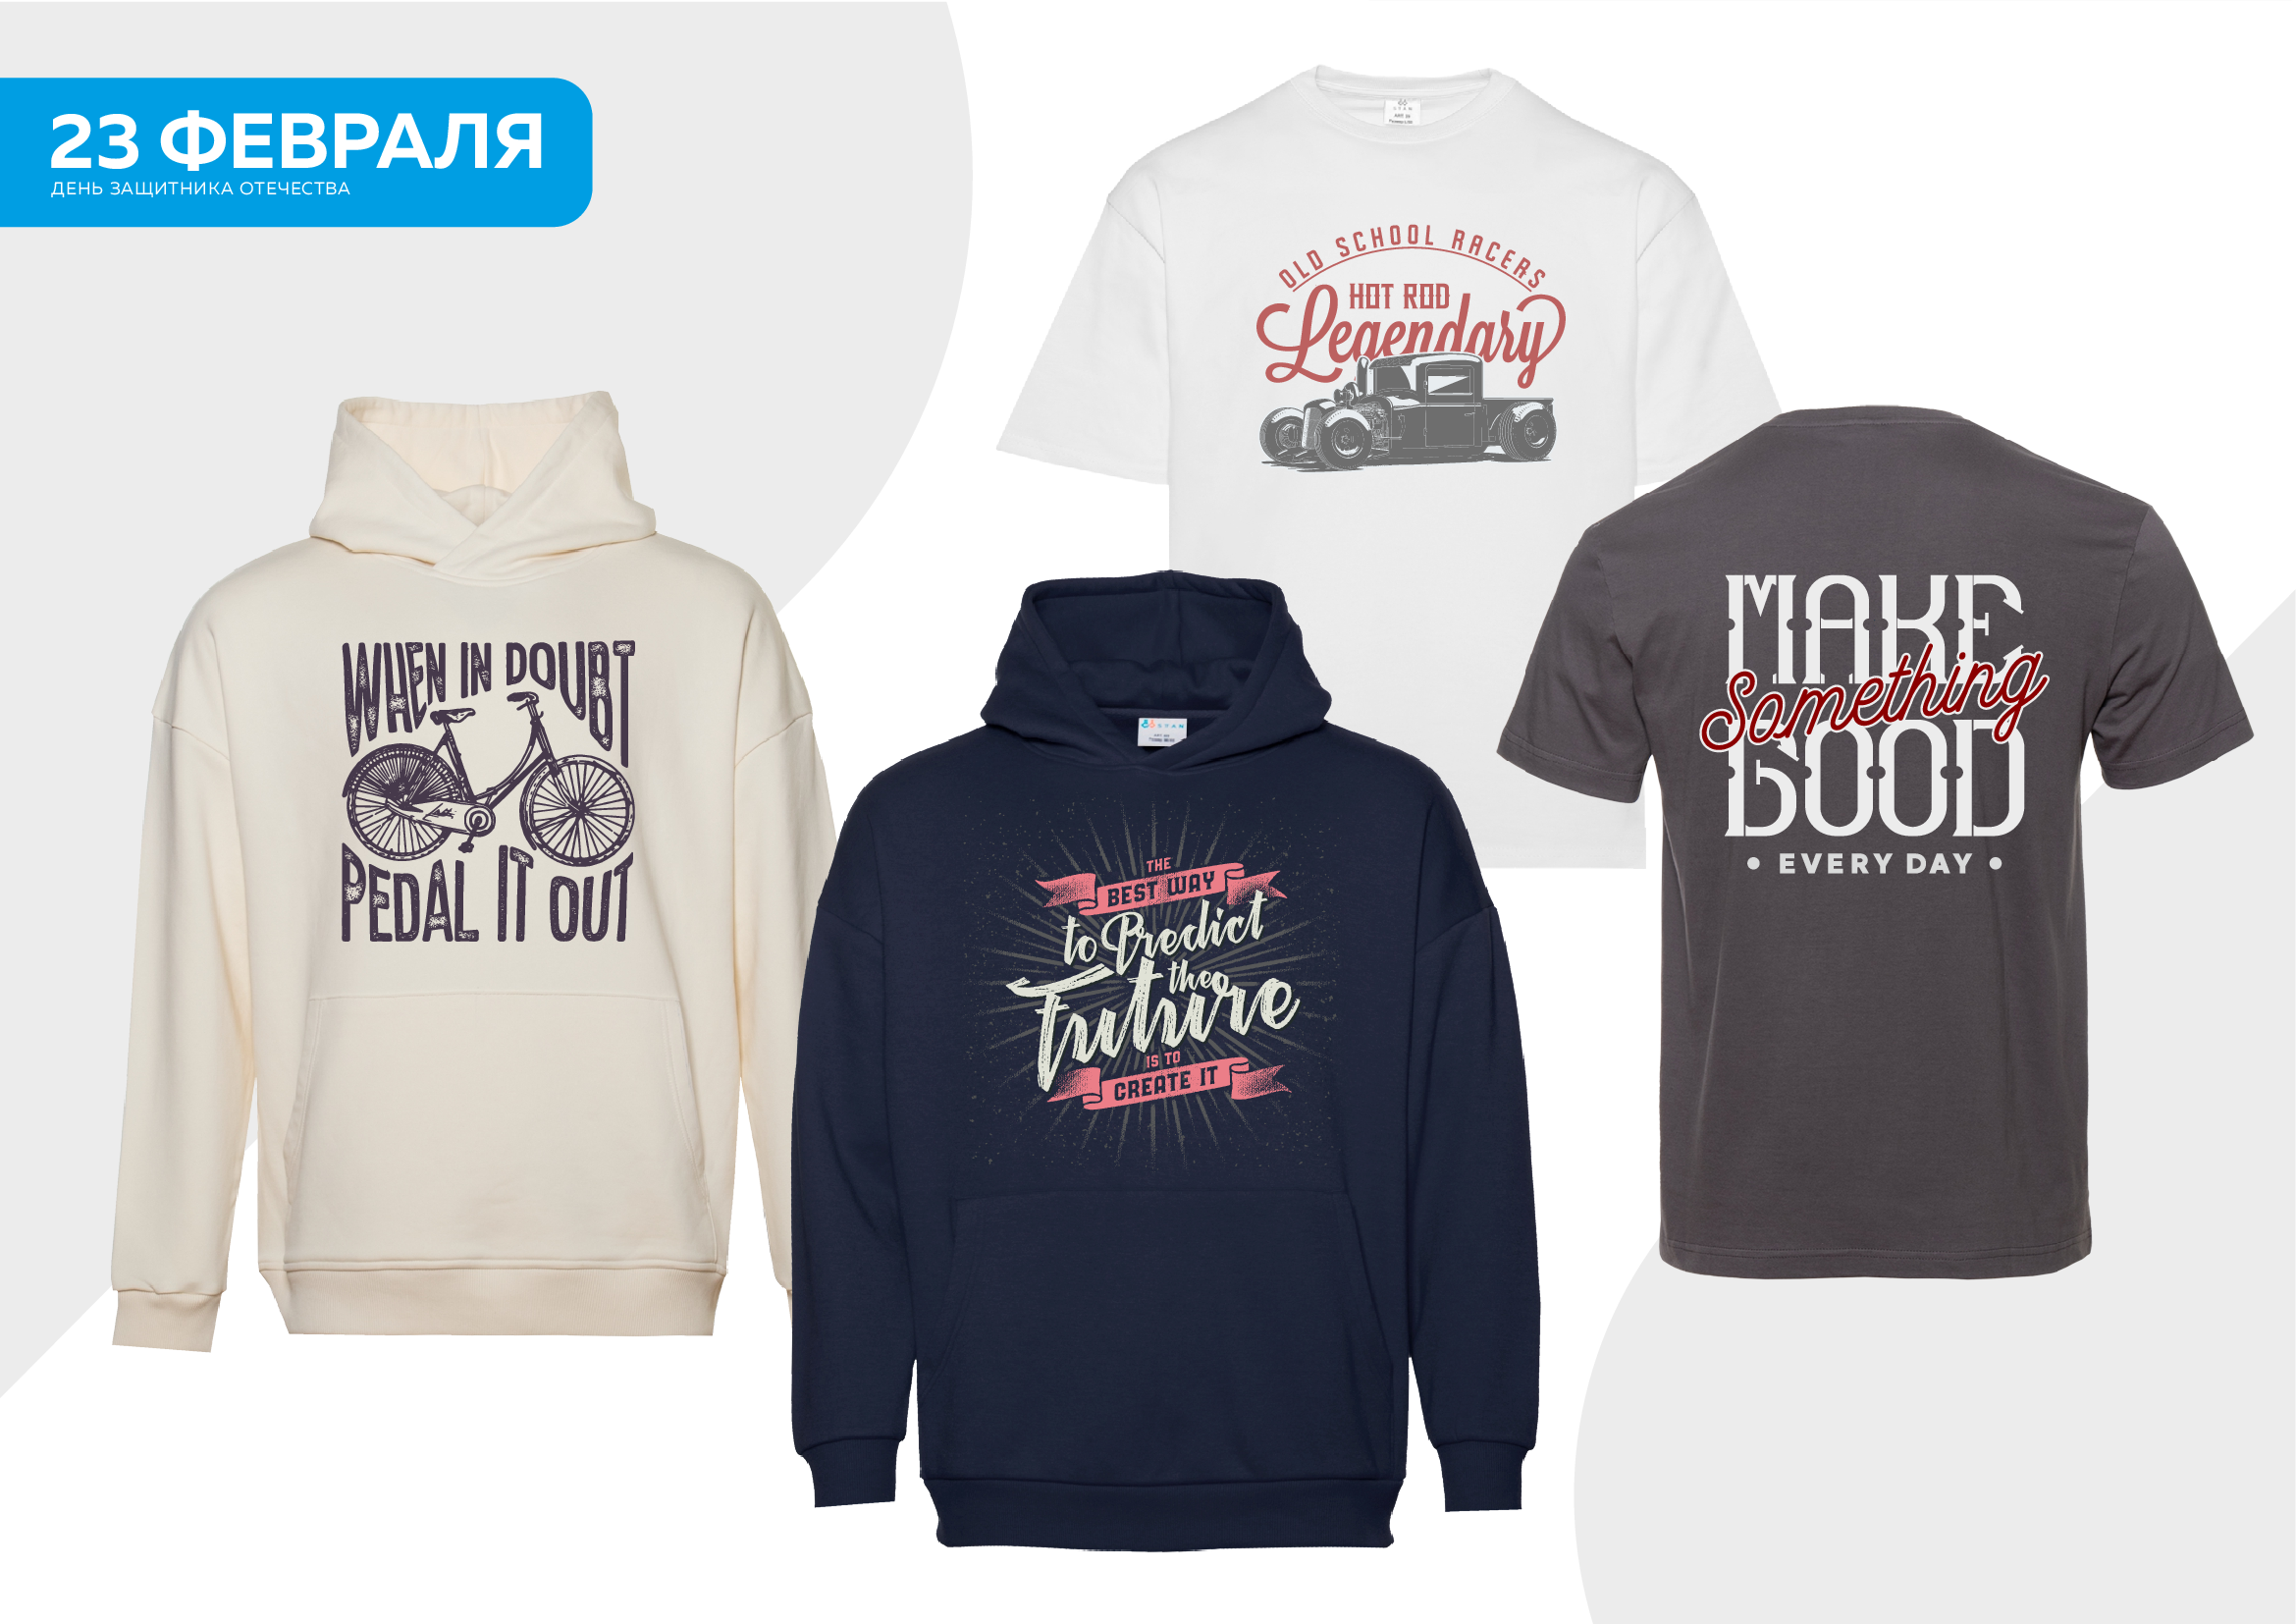 23 ФЕВРАЛЯ
ДЕНЬ ЗАЩИТНИКА ОТЕЧЕСТВА
OLD SCHOOL RACERS
HOT ROD
Legendary
WHEN IN DOUBT
PEDAL IT OUT
STAN
THE
BEST WAY
to Predict
the
Future
IS TO
CREATE IT
MAKE
Something
GOOD
• EVERY DAY •